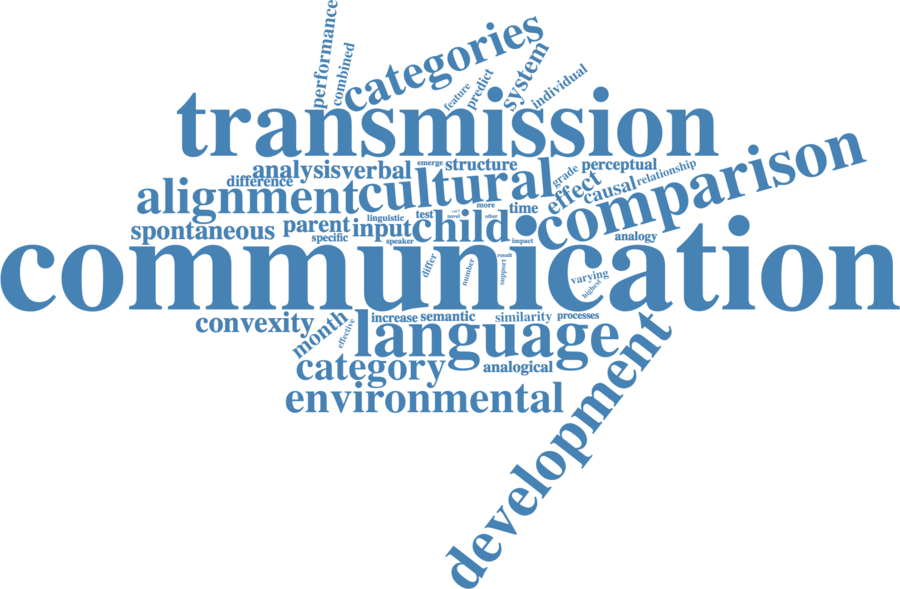 performance
combined
categories
feature
predict
system
individual
transmission
analysis
verbal
emerge
structure
grade
perceptual
relationship
difference
alignment
cultural
effect
causal
comparison
more
time
spontaneous
parent
linguistic
input
test
novel
other
child
specific
speaker
impact
analogy
communication
differ
number
result
support
varying
highest
convexity
month
effective
increase
semantic
similarity
processes
language
category
analogical
environmental
development